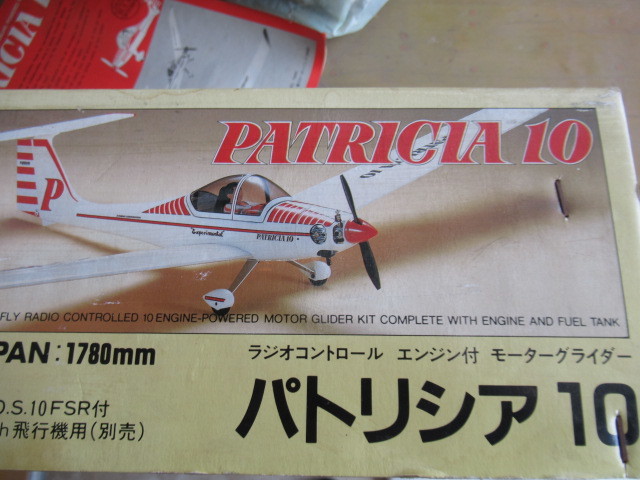 RICIA
PATRICIA 10
P
Experimental
PATRICIA 10
FLY RADIO CONTROLLED 10 ENGINE-POWERED MOTOR GLIDER KIT COMPLETE WITH ENGINE AND FUEL TANK
PAN:1780mm
ラジオコントロール エンジン付 モーターグライダー
パトリシア 10
O.S.10FSR付
h飛行機用(別売)